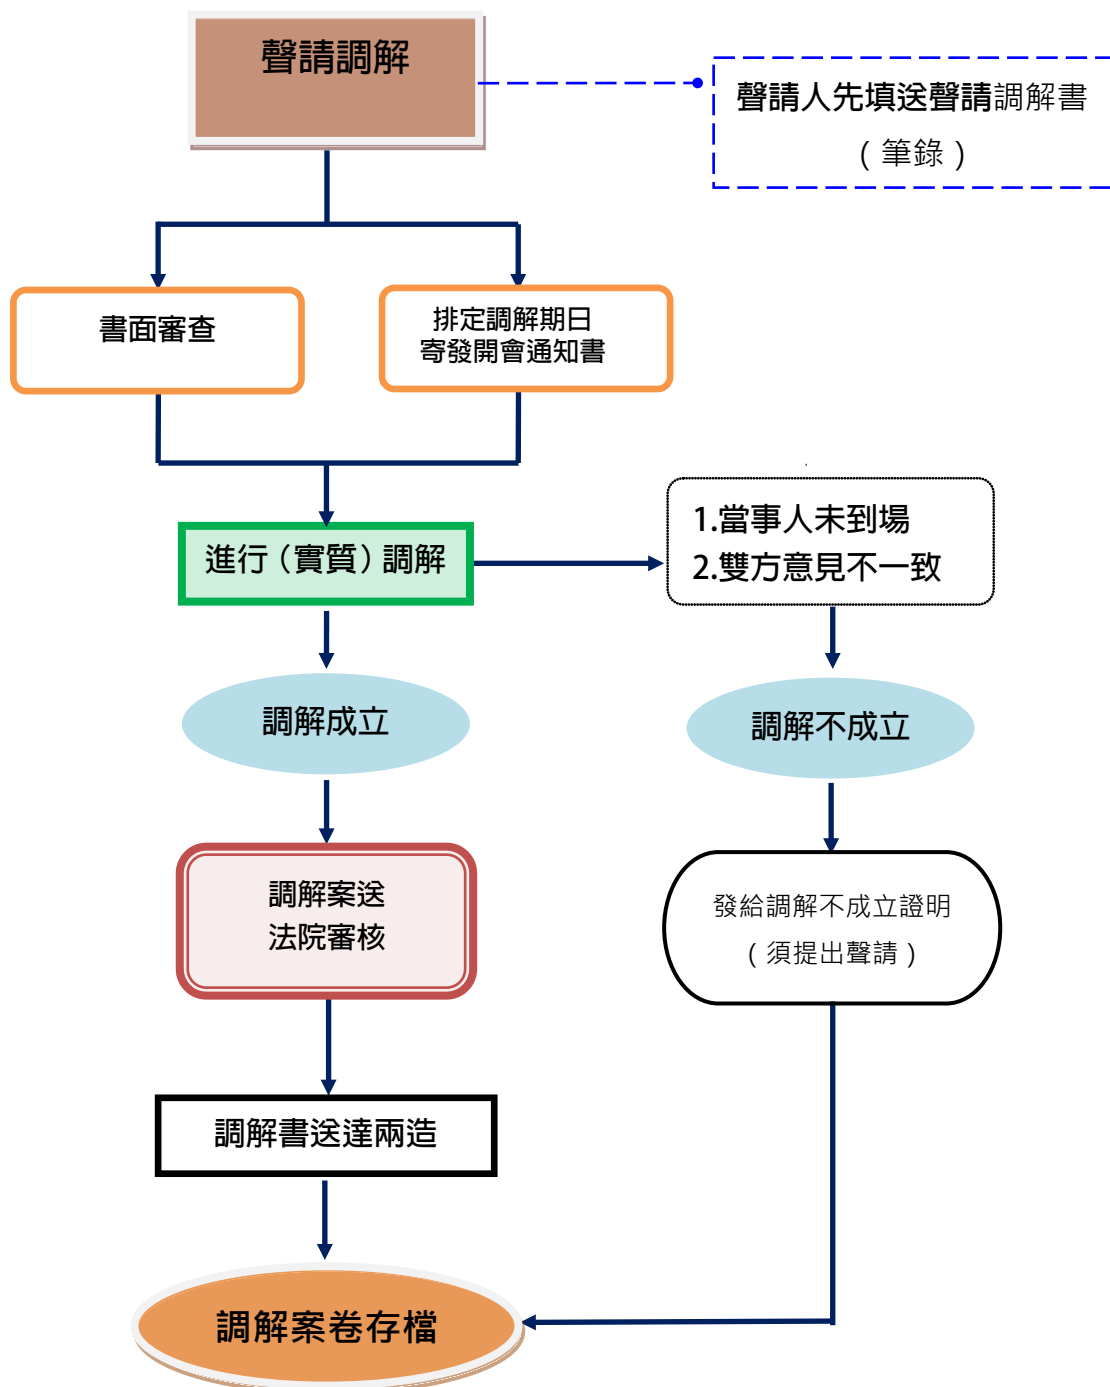 聲請調解
聲請人先填送聲請調解書
（筆錄）
書面審查
排定調解期日
寄發開會通知書
進行（實質）調解
1.當事人未到場
2.雙方意見不一致
調解成立
調解不成立
調解案送
法院審核
發給調解不成立證明
（須提出聲請）
調解書送達兩造
調解案卷存檔